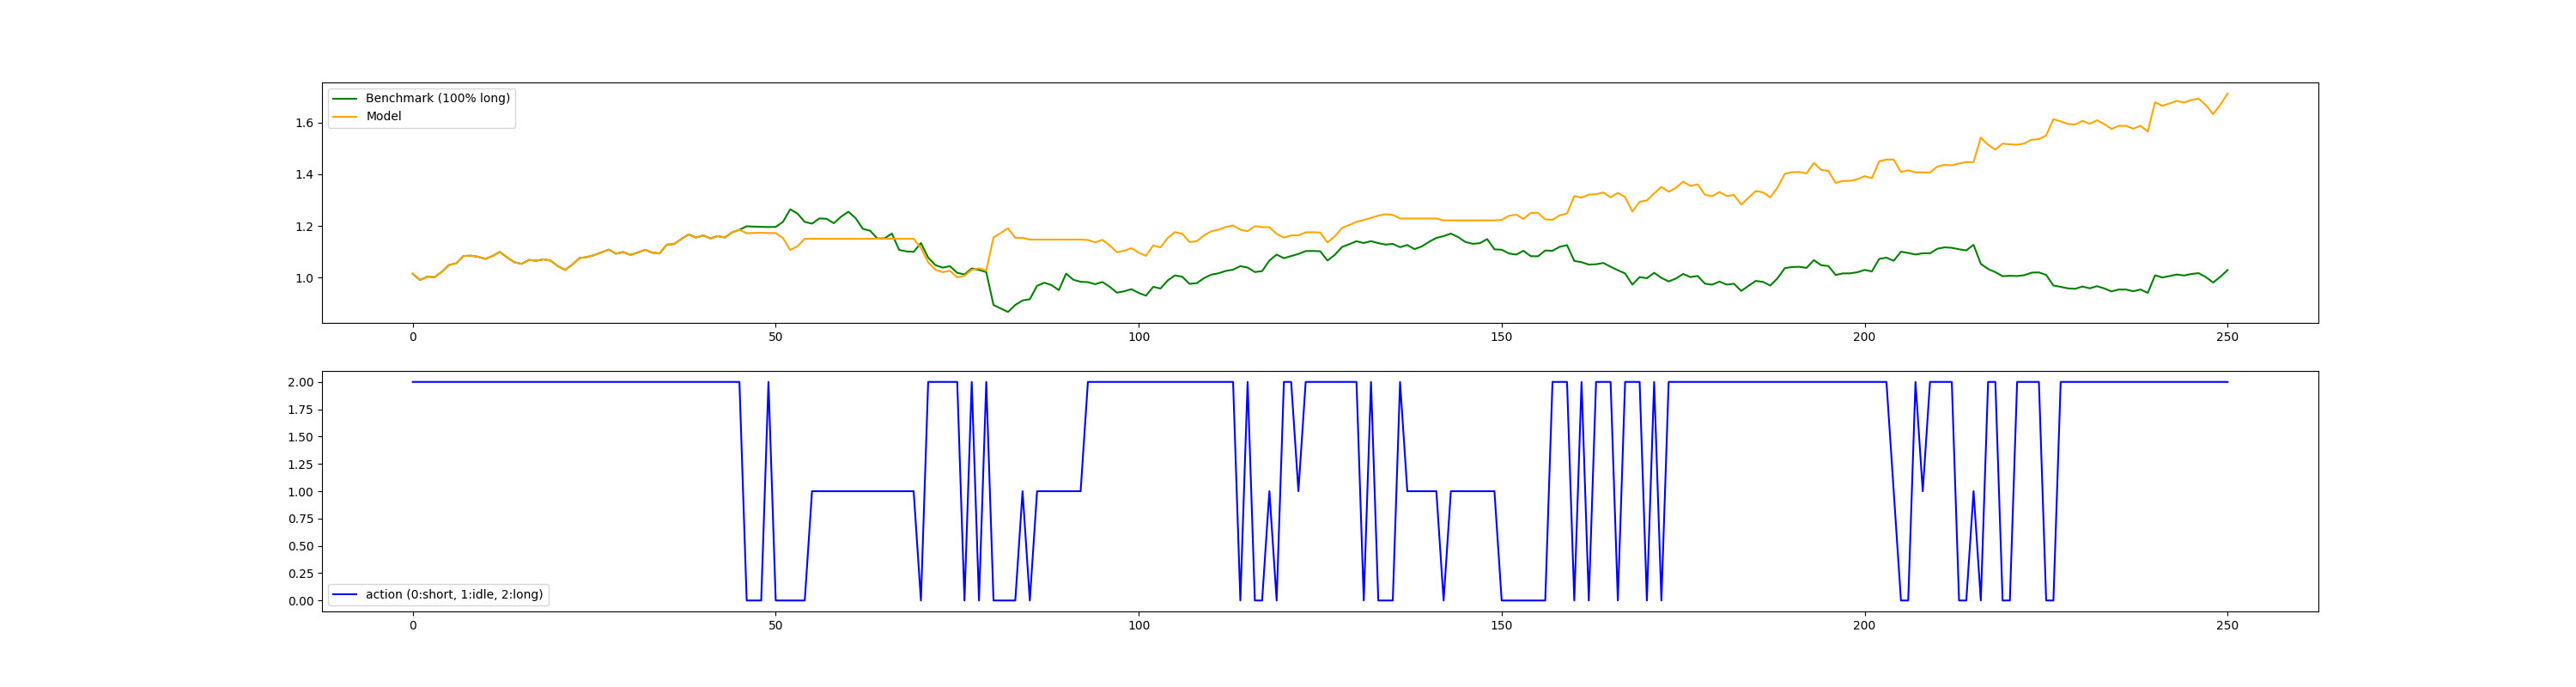 Benchmark (100% long)
Model
1.6
1.4
1.2
1.0
0 50 100 150 200 250
2.00
1.75
1.50
1.25
1.00
0.75
0.50
0.25
0.00
action (0:short, 1:idle, 2:long)
0 50 100 150 200 250